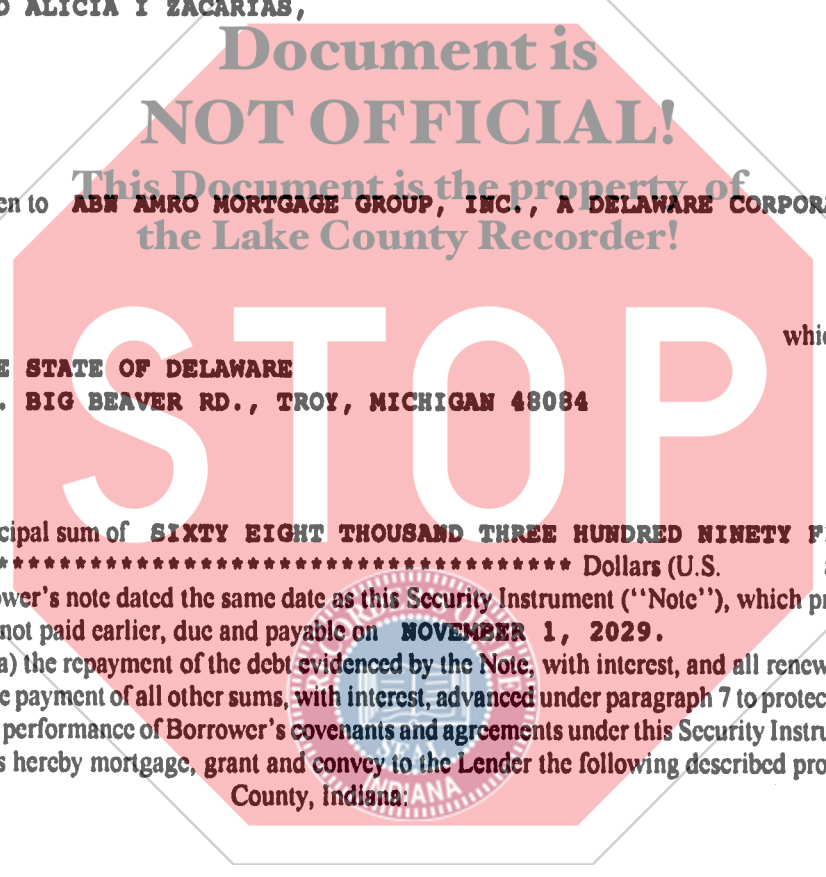 O ALICIA Y ZACARIAS,
Document is
NOT OFFICIAL!
This Document is the property of
en to ABN AMRO MORTGAGE GROUP, INC., A DELAWARE CORPOR
the Lake County Recorder!
whic
E STATE OF DELAWARE
. BIG BEAVER RD., TROY, MICHIGAN 48084
STOP
cipal sum of SIXTY EIGHT THOUSAND THREE HUNDRED NINETY FI
**************************************** Dollars (U.S.
wer's note dated the same date as this Security Instrument (“Note”), which pr
not paid earlier, due and payable on NOVEMBER 1, 2029.
a) the repayment of the debt evidenced by the Note, with interest, and all renew
e payment of all other sums, with interest, advanced under paragraph 7 to protec
performance of Borrower's covenants and agreements under this Security Instru
s hereby mortgage, grant and convey to the Lender the following described pro
SEAL
County, Indiana:
INDIANA